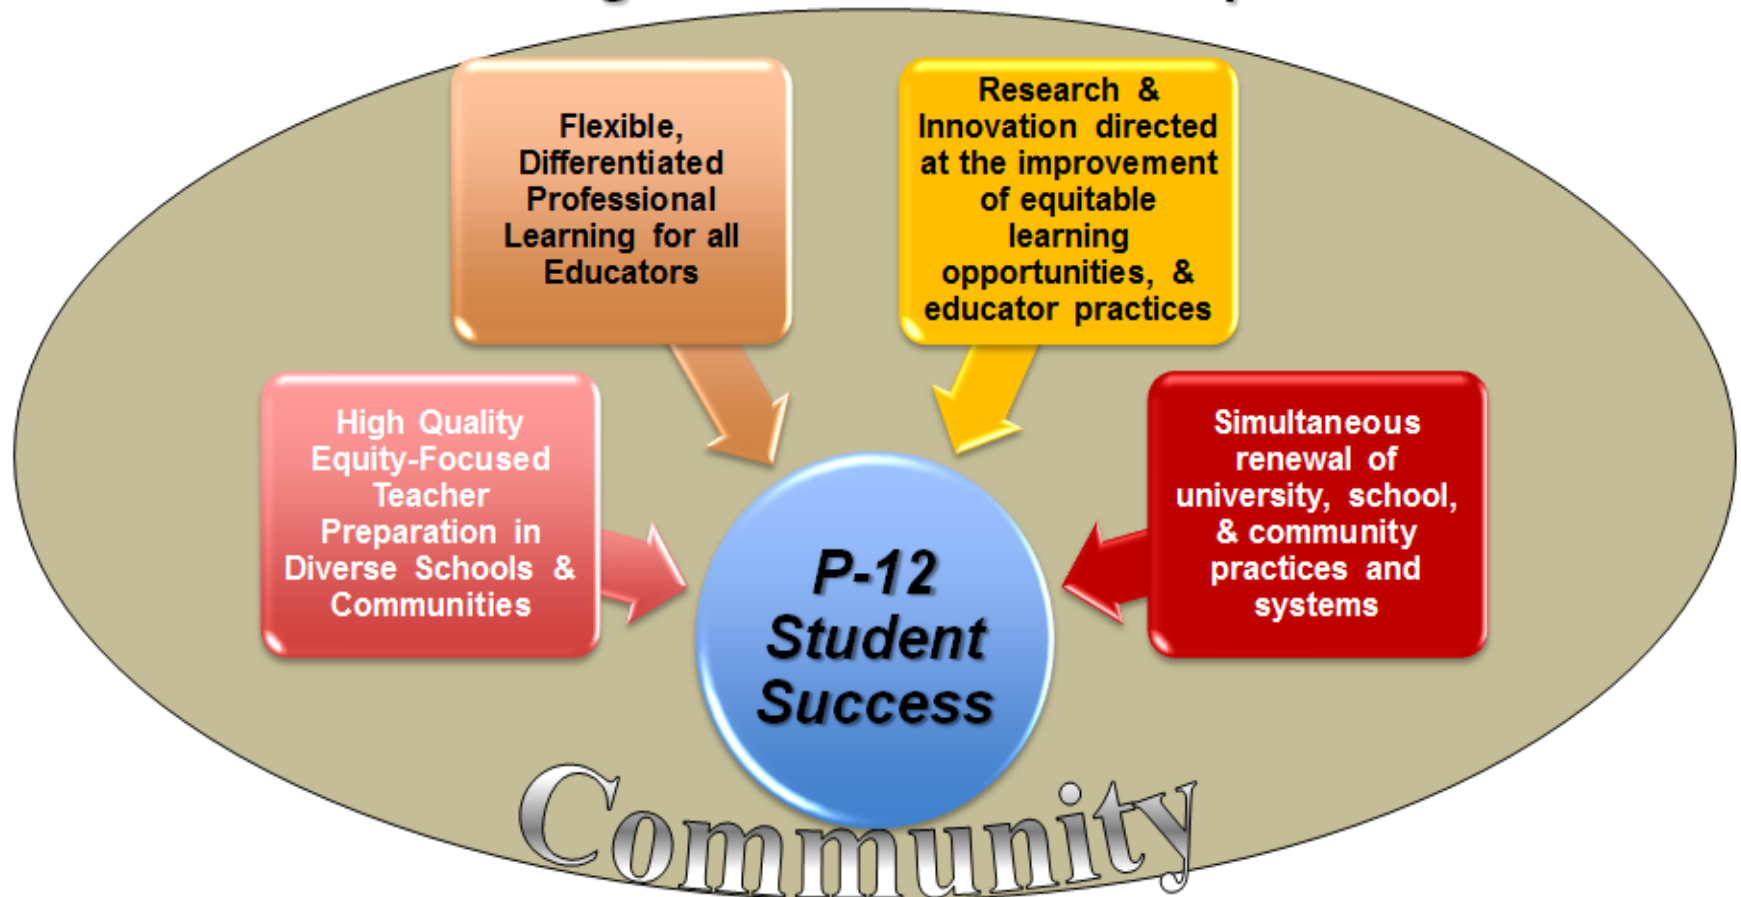 Flexible,
Differentiated
Professional
Learning for all
Educators
Research &
Innovation directed
at the improvement
of equitable
learning
opportunities, &
educator practices
High Quality
Equity-Focused
Teacher
Preparation in
Diverse Schools &
Communities
Simultaneous
renewal of
university, school,
& community
practices and
systems
P-12
Student
Success
Community